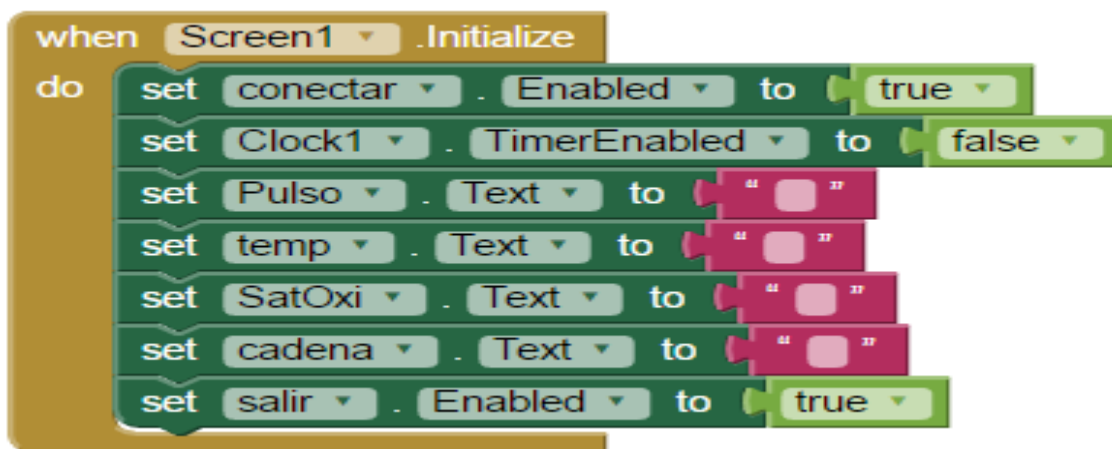 when Screen1 .Initialize
do set conectar . Enabled to true
set Clock1 . TimerEnabled to false
set Pulso . Text to “ ”
set temp . Text to “ ”
set SatOxi . Text to “ ”
set cadena . Text to “ ”
set salir . Enabled to true